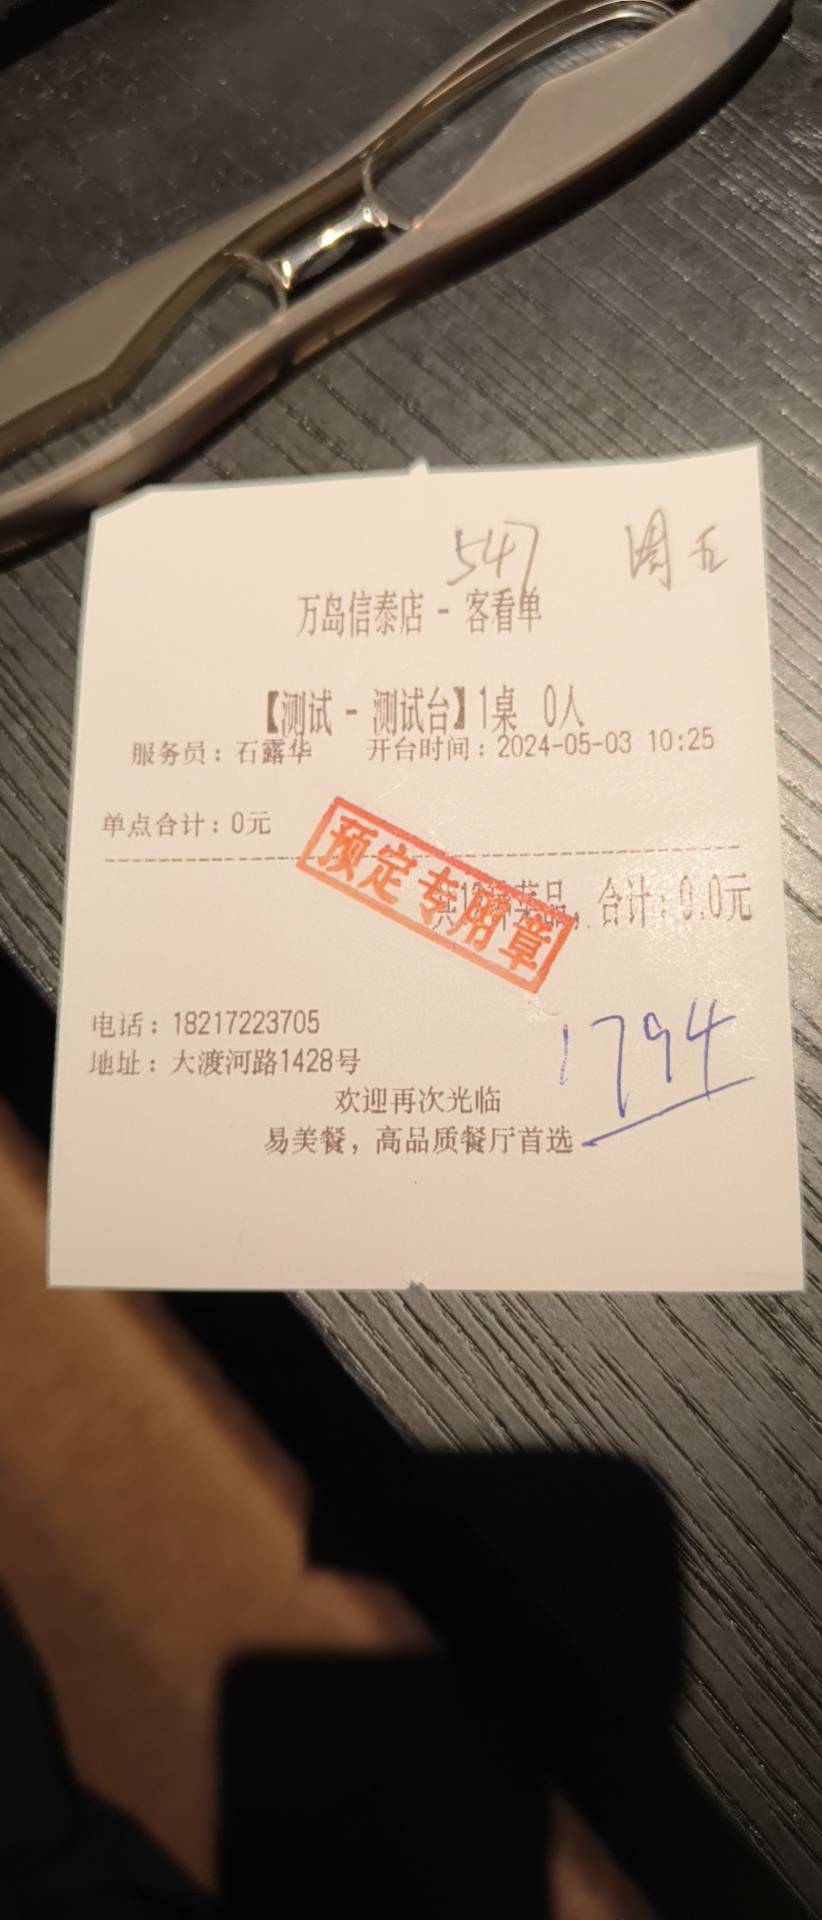 547 周五
万岛信泰店 - 客看单
【测试 - 测试台】1桌 0人
服务员：石露华 开台时间：2024-05-03 10:25
单点合计：0元
预定专用章
菜品，合计：0.0元
电话：18217223705
1794
地址：大渡河路1428号
欢迎再次光临
易美餐，高品质餐厅首选